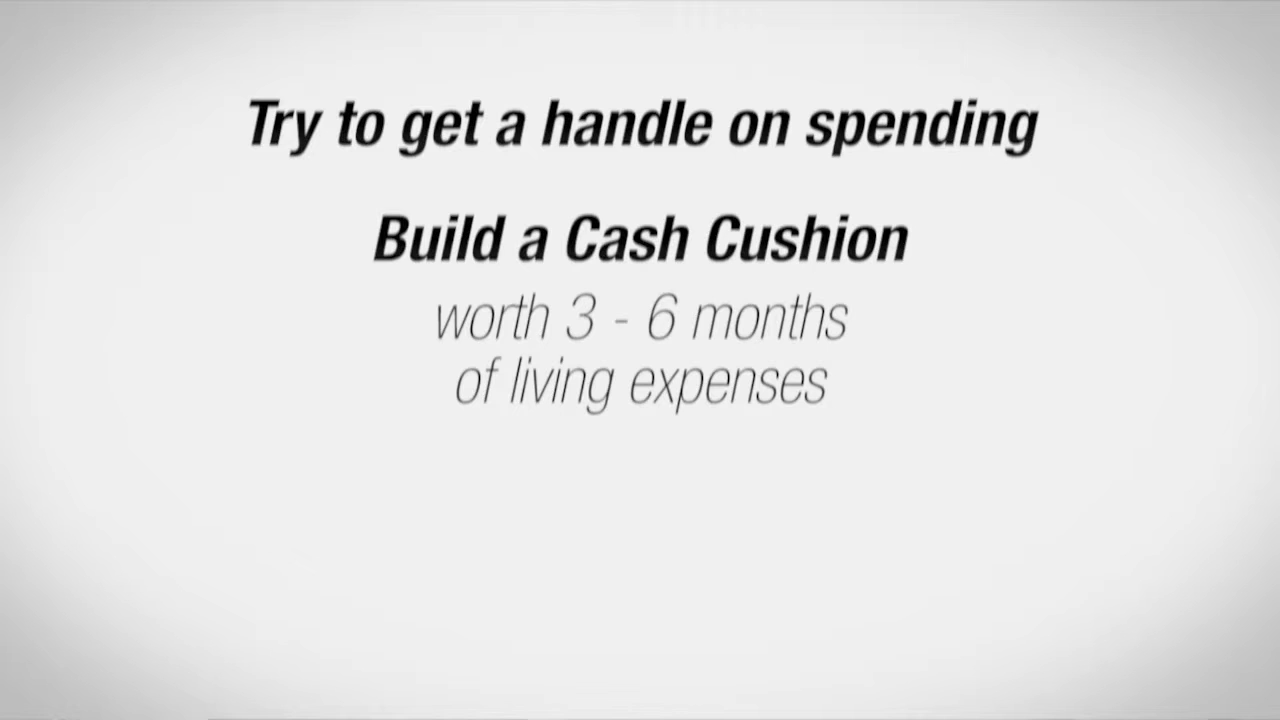 Try to get a handle on spending
Build a Cash Cushion
worth 3 - 6 months
of living expenses